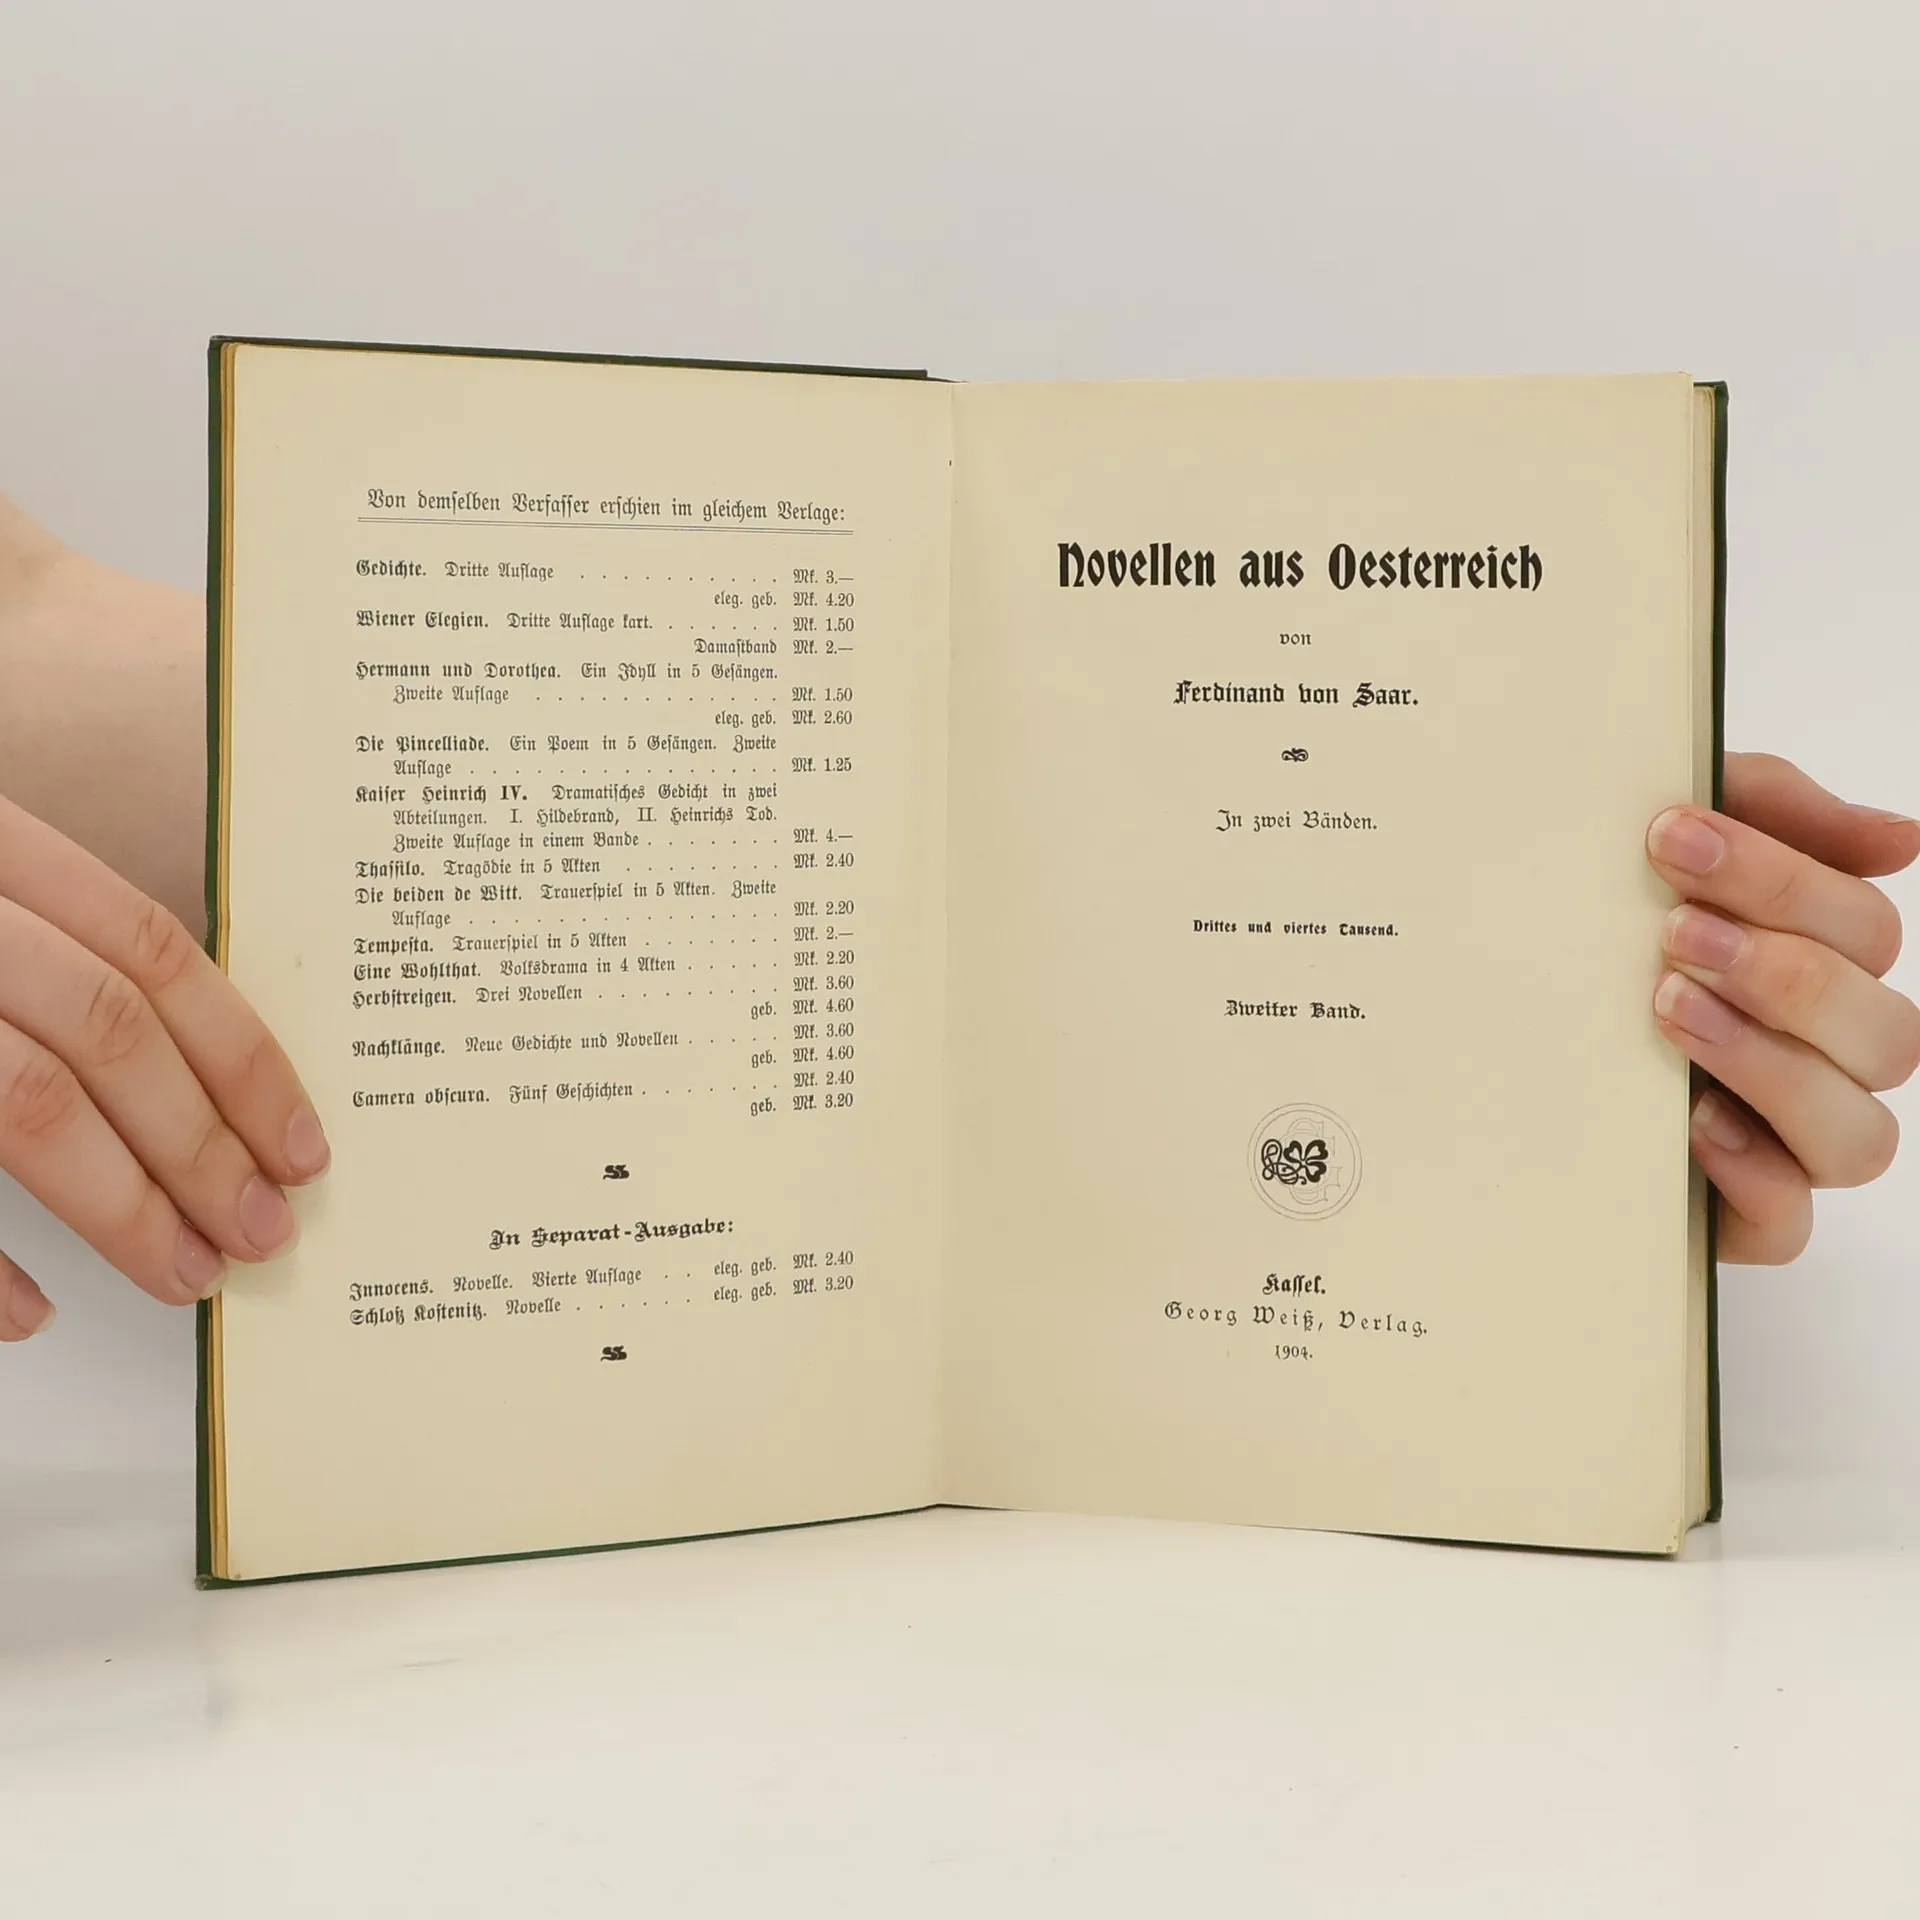 Von demselben Verfasser erschien im gleichem Verlage:
Gedichte. Dritte Auflage . . . . . . . . . . Mk. 3.—
eleg. geb. Mk. 4.20
Wiener Elegien. Dritte Auflage kart. . . . . . . Mk. 1.50
Damastband Mk. 2.—
Hermann und Dorothea. Ein Idyll in 5 Gesängen.
Zweite Auflage . . . . . . . . . . . . Mk. 1.50
eleg. geb. Mk. 2.60
Die Pincelliade. Ein Poem in 5 Gesängen. Zweite
Auflage . . . . . . . . . . . . . . . Mk. 1.25
Kaiser Heinrich IV. Dramatisches Gedicht in zwei
Abteilungen. I. Hildebrand, II. Heinrichs Tod.
Zweite Auflage in einem Bande . . . . . . . Mk. 4.—
Thassilo. Tragödie in 5 Akten . . . . . . . . Mk. 2.40
Die beiden de Witt. Trauerspiel in 5 Akten. Zweite
Auflage . . . . . . . . . . . . . . . Mk. 2.20
Tempesta. Trauerspiel in 5 Akten . . . . . . . Mk. 2.—
Eine Wohlthat. Volksdrama in 4 Akten . . . . . Mk. 2.20
Herbstreigen. Drei Novellen . . . . . . . . . Mk. 3.60
geb. Mk. 4.60
Nachklänge. Neue Gedichte und Novellen . . . . . Mk. 3.60
geb. Mk. 4.60
Camera obscura. Fünf Geschichten . . . . . . . Mk. 2.40
geb. Mk. 3.20
In Separat-Ausgabe:
Innocens. Novelle. Vierte Auflage . . eleg. geb. Mk. 2.40
Schloß Kostenitz. Novelle . . . . . . eleg. geb. Mk. 3.20
Novellen aus Oesterreich
von
Ferdinand von Saar.
In zwei Bänden.
Drittes und viertes Tausend.
Zweiter Band.
Kassel.
Georg Weiß, Verlag.
1904.